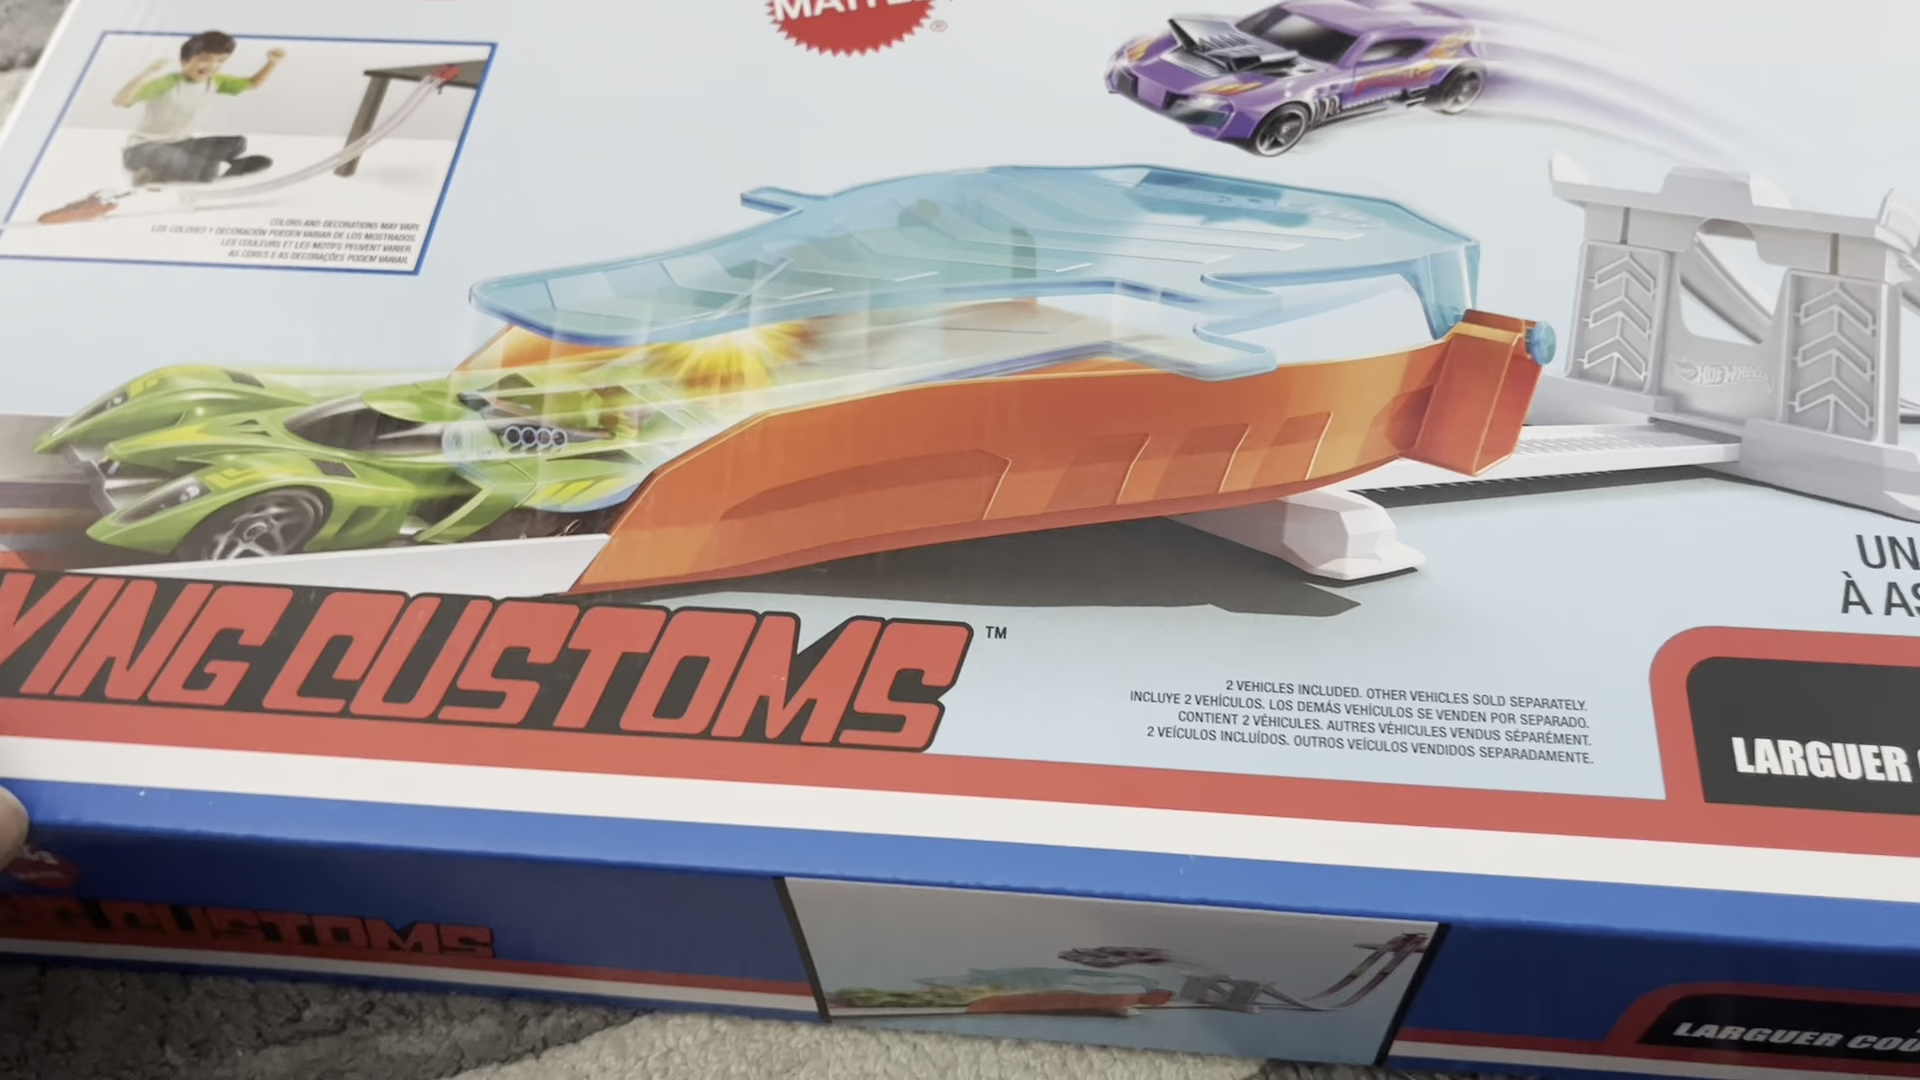 MATTEL
®
COLORS AND DECORATIONS MAY VARY
LOS COLORES Y DECORACIÓN PUEDEN VARIAR DE LOS MOSTRADOS.
LES COULEURS ET LES MOTIFS PEUVENT VARIER.
AS CORES E AS DECORAÇÕES PODEM VARIAR.
HOT WHEELS
UN
À AS
YING CUSTOMS™
2 VEHICLES INCLUDED. OTHER VEHICLES SOLD SEPARATELY.
INCLUYE 2 VEHÍCULOS. LOS DEMÁS VEHÍCULOS SE VENDEN POR SEPARADO.
CONTIENT 2 VÉHICULES. AUTRES VÉHICULES VENDUS SÉPARÉMENT.
2 VEÍCULOS INCLUÍDOS. OUTROS VEÍCULOS VENDIDOS SEPARADAMENTE.
LARGUER
CUSTOMS
LARGUER COU